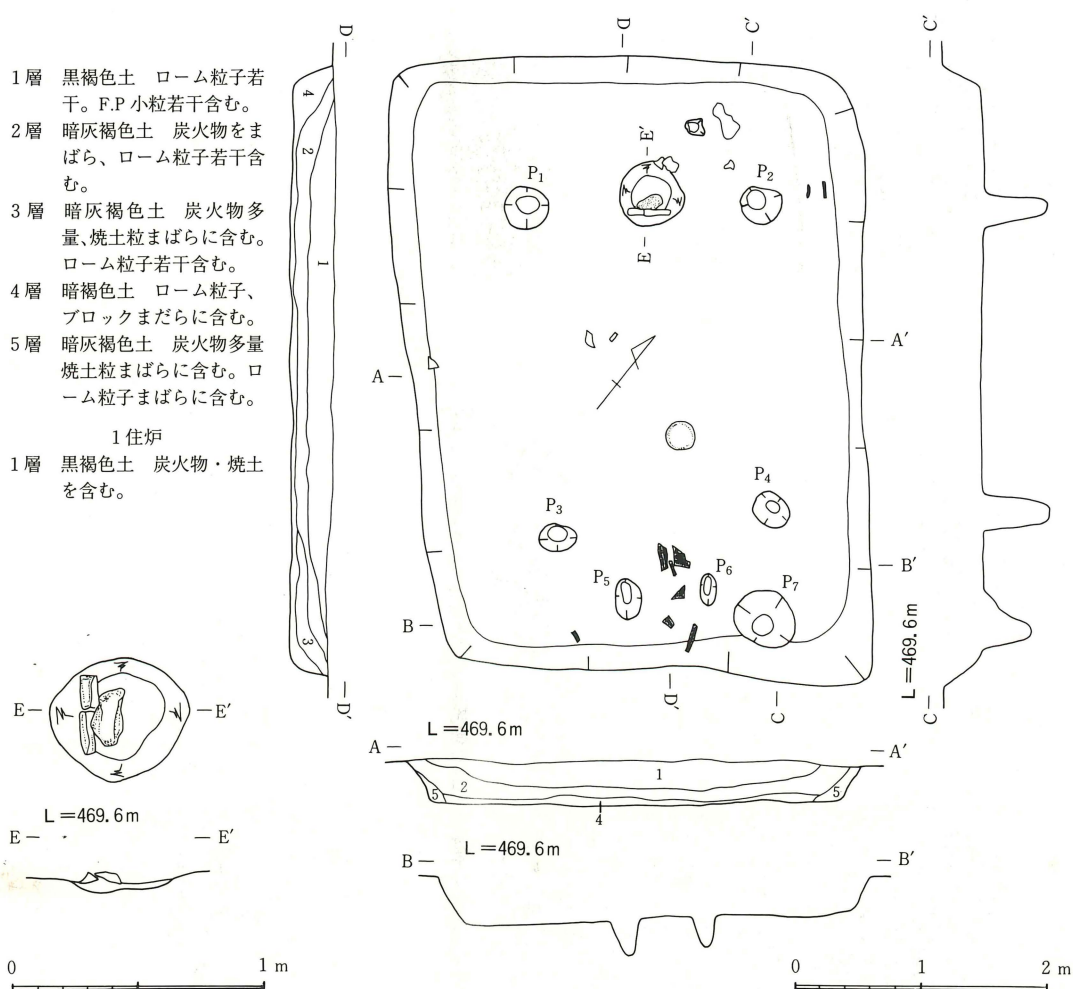 1層 黒褐色土 ローム粒子若
干。F.P 小粒若干含む。
2層 暗灰褐色土 炭火物をま
ばら、ローム粒子若干含
む。
3層 暗灰褐色土 炭火物多
量、焼土粒まばらに含む。
ローム粒子若干含む。
4層 暗褐色土 ローム粒子、
ブロックまだらに含む。
5層 暗灰褐色土 炭火物多量
焼土粒まばらに含む。ロ
ーム粒子まばらに含む。
1住炉
1層 黒褐色土 炭火物・焼土
を含む。
D
D′
4
2
1
3
D
C′
E′
P1
P2
E
A
A′
P3
P4
P5
P6
P7
B
B′
D′
C
C′
L=469.6m
C
E
E′
L=469.6m
E
E′
L=469.6m
A
A′
1
2
5
5
4
L=469.6m
B
B′
0 1 m
0 1 2 m